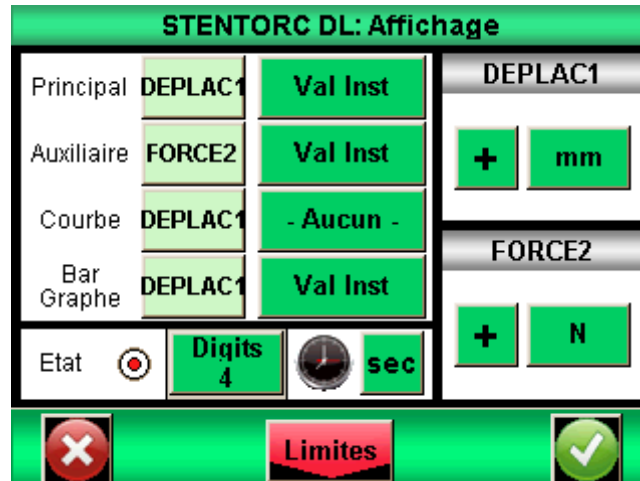 STENTORC DL: Affichage
Principal DEPLAC1 Val Inst
Auxiliaire FORCE2 Val Inst
Courbe DEPLAC1 - Aucun -
Bar
Graphe DEPLAC1 Val Inst
Etat Digits
4 sec
DEPLAC1
+ mm
FORCE2
+ N
Limites